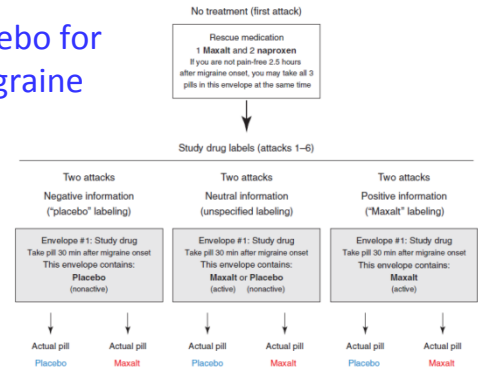 No treatment (first attack)
ebo for
graine
Rescue medication
1 Maxalt and 2 naproxen
If you are not pain-free 2.5 hours
after migraine onset, you may take all 3
pills in this envelope at the same time
Study drug labels (attacks 1–6)
Two attacks
Negative information
("placebo" labeling)
Envelope #1: Study drug
Take pill 30 min after migraine onset
This envelope contains:
Placebo
(nonactive)
Actual pill Actual pill
Placebo Maxalt
Two attacks
Neutral information
(unspecified labeling)
Envelope #1: Study drug
Take pill 30 min after migraine onset
This envelope contains:
Maxalt or Placebo
(active) (nonactive)
Actual pill Actual pill
Placebo Maxalt
Two attacks
Positive information
("Maxalt" labeling)
Envelope #1: Study drug
Take pill 30 min after migraine onset
This envelope contains:
Maxalt
(active)
Actual pill Actual pill
Placebo Maxalt